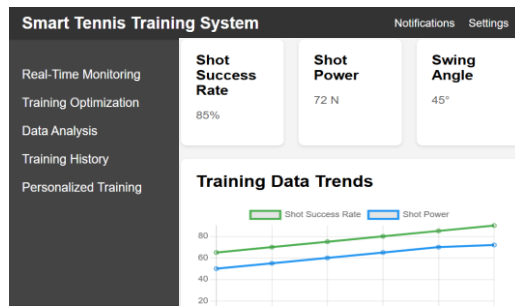 Smart Tennis Training System
Notifications Settings
Real-Time Monitoring
Training Optimization
Data Analysis
Training History
Personalized Training
Shot
Success
Rate
85%
Shot
Power
72 N
Swing
Angle
45°
Training Data Trends
Shot Success Rate Shot Power
80
60
40
20